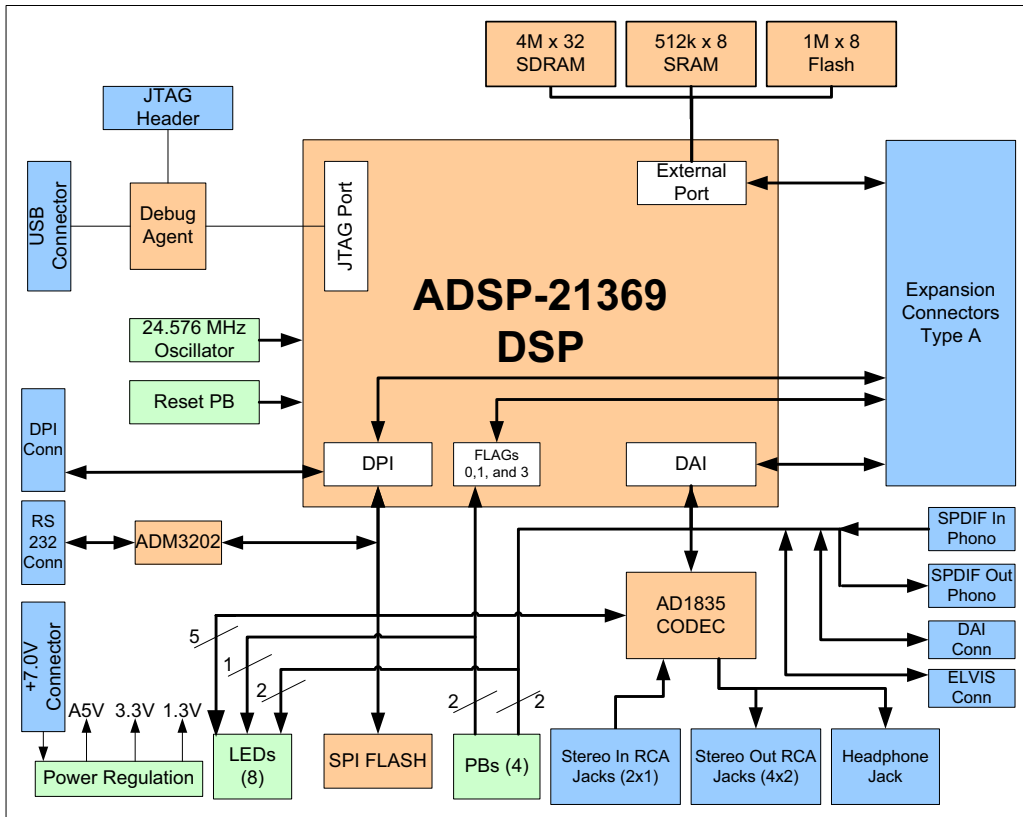 4M x 32
SDRAM
512k x 8
SRAM
1M x 8
Flash
JTAG
Header
USB
Connector
Debug
Agent
JTAG Port
External
Port
ADSP-21369
DSP
Expansion
Connectors
Type A
24.576 MHz
Oscillator
Reset PB
DPI
Conn
DPI
FLAGs
0,1, and 3
DAI
RS
232
Conn
ADM3202
SPDIF In
Phono
SPDIF Out
Phono
DAI
Conn
ELVIS
Conn
AD1835
CODEC
+7.0V
Connector
5
1
2
2
2
A5V
3.3V
1.3V
Power Regulation
LEDs
(8)
SPI FLASH
PBs (4)
Stereo In RCA
Jacks (2x1)
Stereo Out RCA
Jacks (4x2)
Headphone
Jack